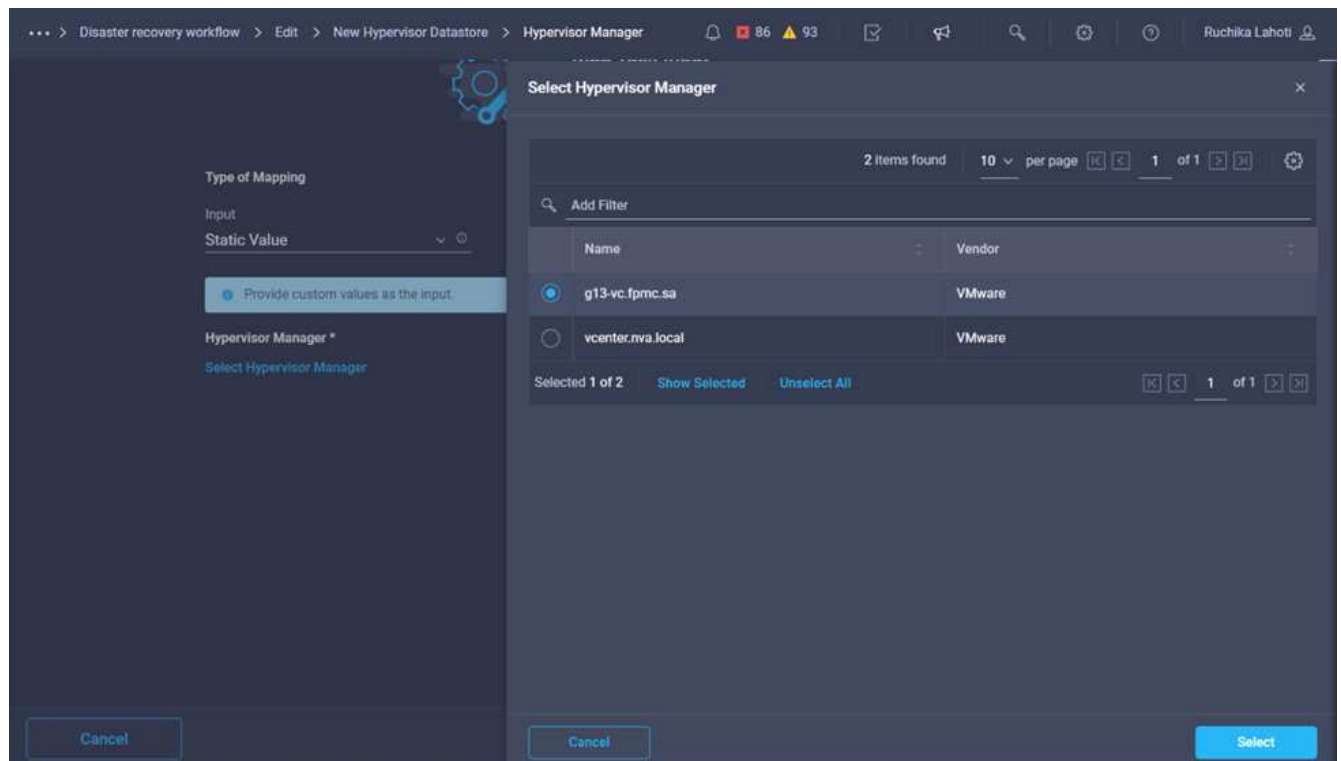 ... > Disaster recovery workflow > Edit > New Hypervisor Datastore > Hypervisor Manager 86 93 Ruchika Lahoti
Select Hypervisor Manager
2 items found 10 per page 1 of 1
Type of Mapping
Add Filter
Input
Static Value
Name Vendor
Provide custom values as the input.
g13-vc.fpmc.sa VMware
Hypervisor Manager *
vcenter.nva.local VMware
Select Hypervisor Manager
Selected 1 of 2 Show Selected Unselect All 1 of 1
Cancel
Cancel Select